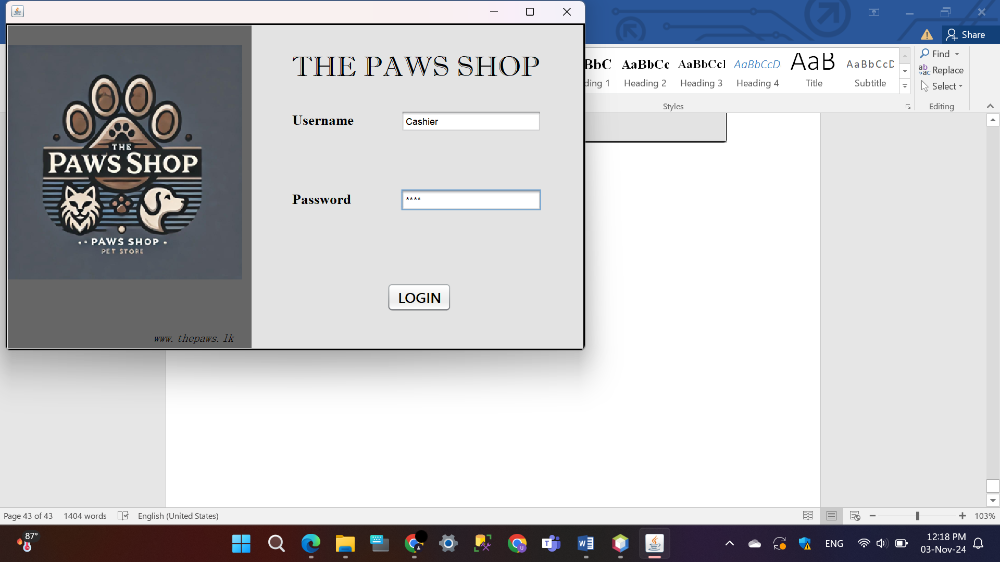 THE PAWS SHOP
Username
Cashier
Password
****
LOGIN
THE
PAWS SHOP
PAWS SHOP
PET STORE
www.thepaws.lk
Share
BbC AaBbCc AaBbCcI AaBbCcD AaB AaBbCcD
ding 1 Heading 2 Heading 3 Heading 4 Title Subtitle
Styles
Find
Replace
Select
Editing
Page 43 of 43 1404 words English (United States)
103%
87°
ENG
12:18 PM
03-Nov-24